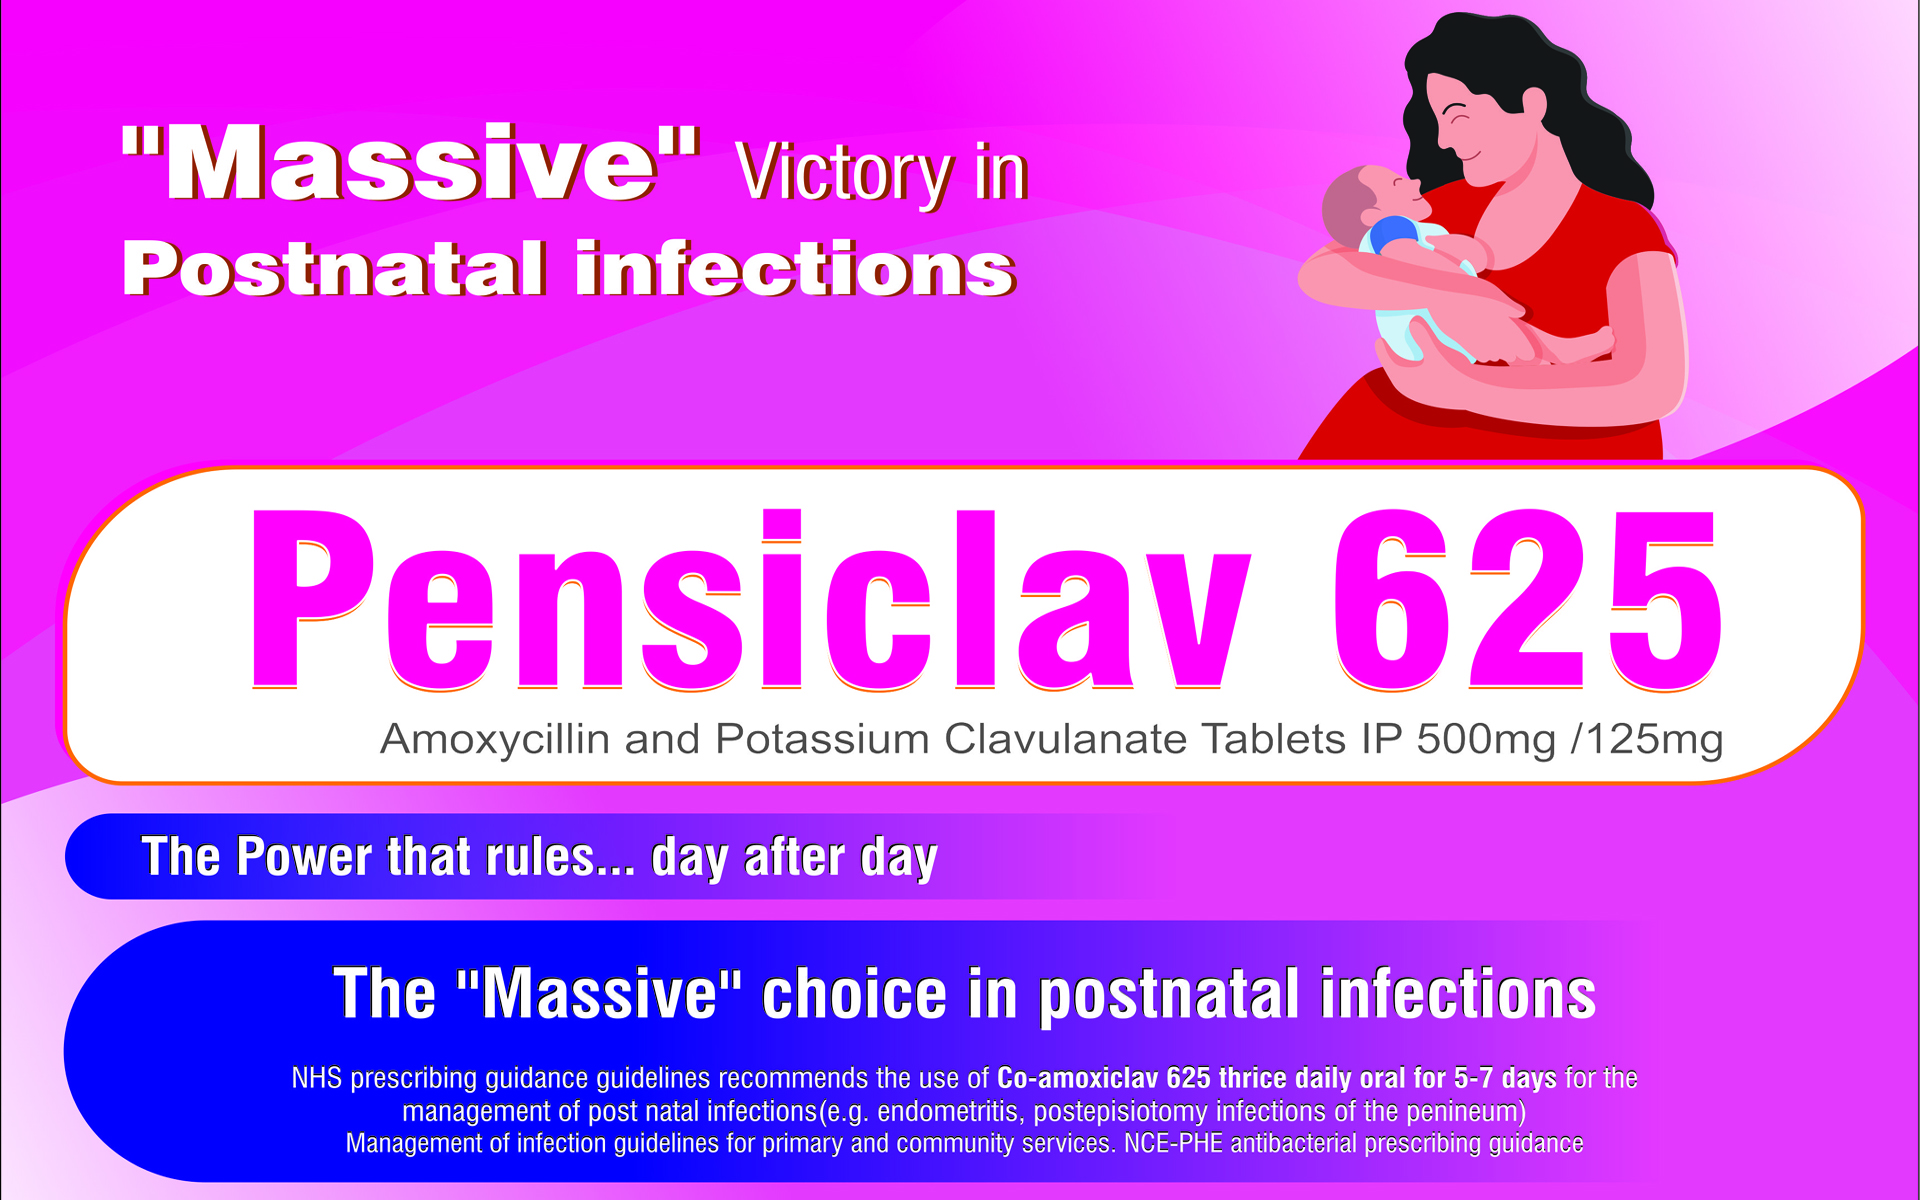 "Massive" Victory in
Postnatal infections
Pensiclav 625
Amoxycillin and Potassium Clavulanate Tablets IP 500mg /125mg
The Power that rules... day after day
The "Massive" choice in postnatal infections
NHS prescribing guidance guidelines recommends the use of Co-amoxiclav 625 thrice daily oral for 5-7 days for the
management of post natal infections(e.g. endometritis, postepisiotomy infections of the penineum)
Management of infection guidelines for primary and community services. NCE-PHE antibacterial prescribing guidance